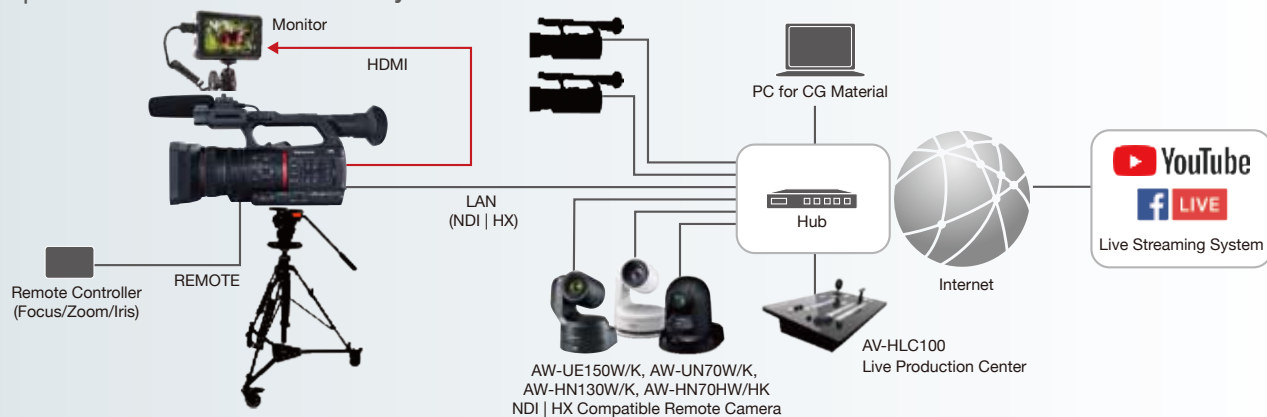 Monitor
HDMI
PC for CG Material
LAN
(NDI | HX)
Hub
YouTube
f LIVE
Live Streaming System
Internet
REMOTE
Remote Controller
(Focus/Zoom/Iris)
AV-HLC100
Live Production Center
AW-UE150W/K, AW-UN70W/K,
AW-HN130W/K, AW-HN70HW/HK
NDI | HX Compatible Remote Camera